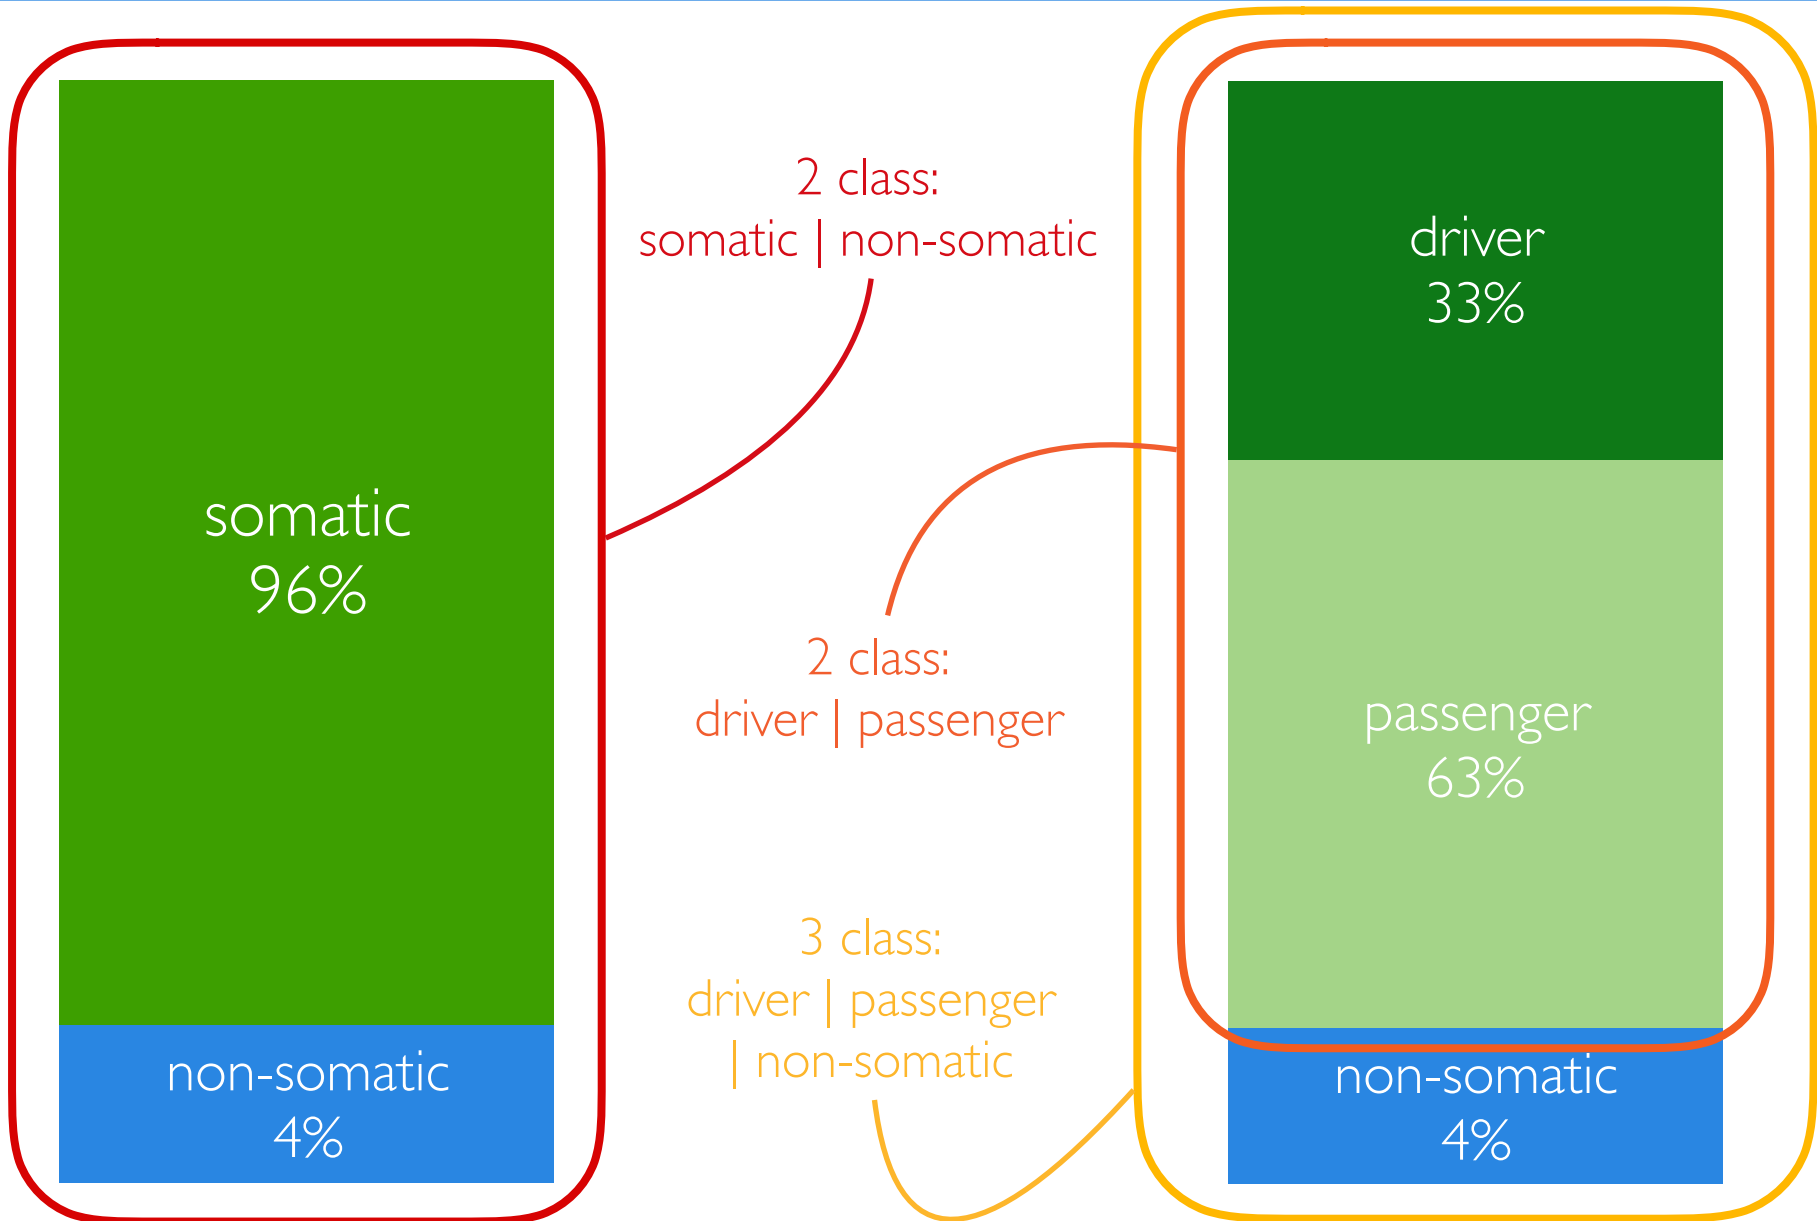 somatic
96%
non-somatic
4%
2 class:
somatic | non-somatic
2 class:
driver | passenger
3 class:
driver | passenger
| non-somatic
driver
33%
passenger
63%
non-somatic
4%